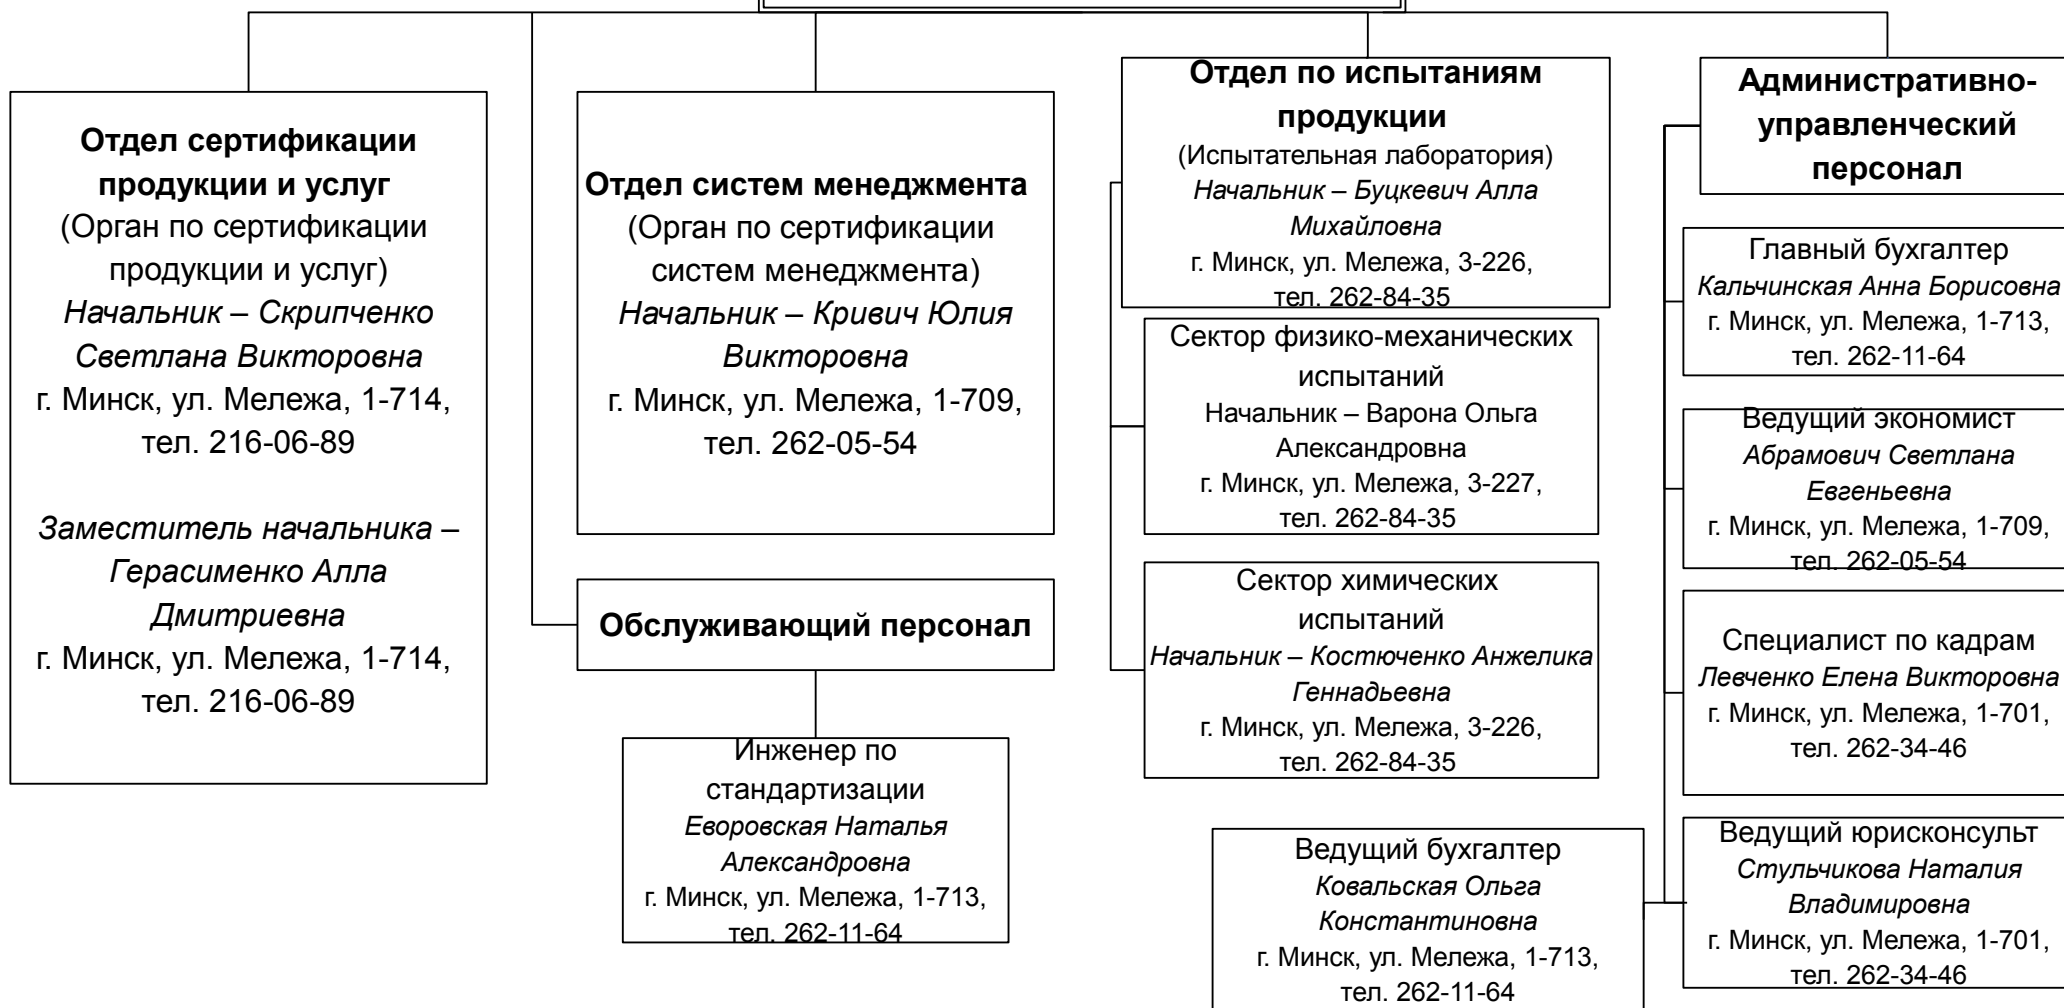 Отдел сертификации
продукции и услуг
(Орган по сертификации
продукции и услуг)
Начальник – Скрипченко
Светлана Викторовна
г. Минск, ул. Мележа, 1-714,
тел. 216-06-89
Заместитель начальника –
Герасименко Алла
Дмитриевна
г. Минск, ул. Мележа, 1-714,
тел. 216-06-89
Отдел систем менеджмента
(Орган по сертификации
систем менеджмента)
Начальник – Кривич Юлия
Викторовна
г. Минск, ул. Мележа, 1-709,
тел. 262-05-54
Обслуживающий персонал
Инженер по
стандартизации
Еворовская Наталья
Александровна
г. Минск, ул. Мележа, 1-713,
тел. 262-11-64
Отдел по испытаниям
продукции
(Испытательная лаборатория)
Начальник – Буцкевич Алла
Михайловна
г. Минск, ул. Мележа, 3-226,
тел. 262-84-35
Сектор физико-механических
испытаний
Начальник – Варона Ольга
Александровна
г. Минск, ул. Мележа, 3-227,
тел. 262-84-35
Сектор химических
испытаний
Начальник – Костюченко Анжелика
Геннадьевна
г. Минск, ул. Мележа, 3-226,
тел. 262-84-35
Ведущий бухгалтер
Ковальская Ольга
Константиновна
г. Минск, ул. Мележа, 1-713,
тел. 262-11-64
Административно-
управленческий
персонал
Главный бухгалтер
Кальчинская Анна Борисовна
г. Минск, ул. Мележа, 1-713,
тел. 262-11-64
Ведущий экономист
Абрамович Светлана
Евгеньевна
г. Минск, ул. Мележа, 1-709,
тел. 262-05-54
Специалист по кадрам
Левченко Елена Викторовна
г. Минск, ул. Мележа, 1-701,
тел. 262-34-46
Ведущий юрисконсульт
Стульчикова Наталия
Владимировна
г. Минск, ул. Мележа, 1-701,
тел. 262-34-46